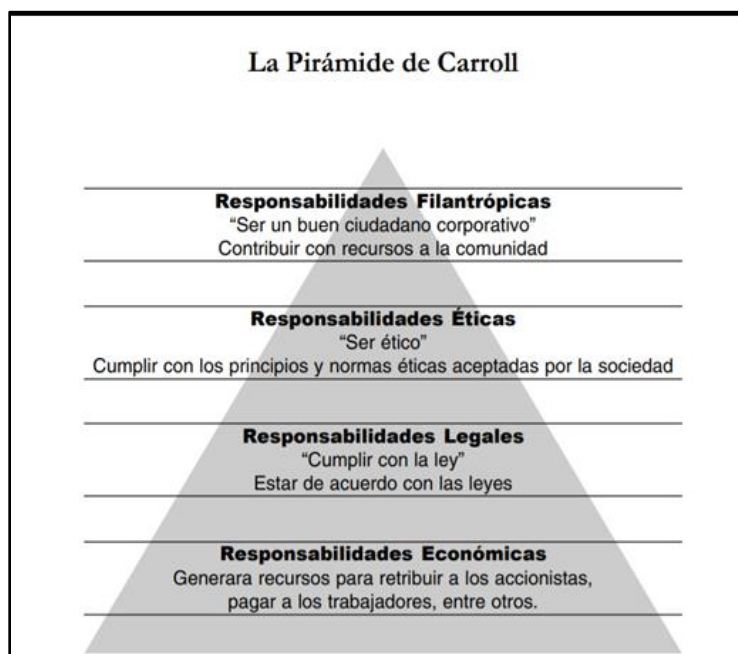 La Pirámide de Carroll
Responsabilidades Filantrópicas
“Ser un buen ciudadano corporativo”
Contribuir con recursos a la comunidad
Responsabilidades Éticas
“Ser ético”
Cumplir con los principios y normas éticas aceptadas por la sociedad
Responsabilidades Legales
“Cumplir con la ley”
Estar de acuerdo con las leyes
Responsabilidades Económicas
Generara recursos para retribuir a los accionistas,
pagar a los trabajadores, entre otros.